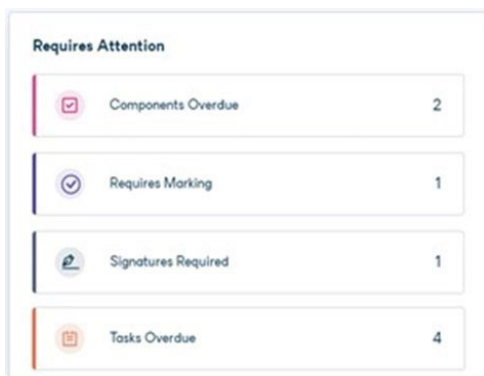 Requires Attention
Components Overdue 2
Requires Marking 1
Signatures Required 1
Tasks Overdue 4